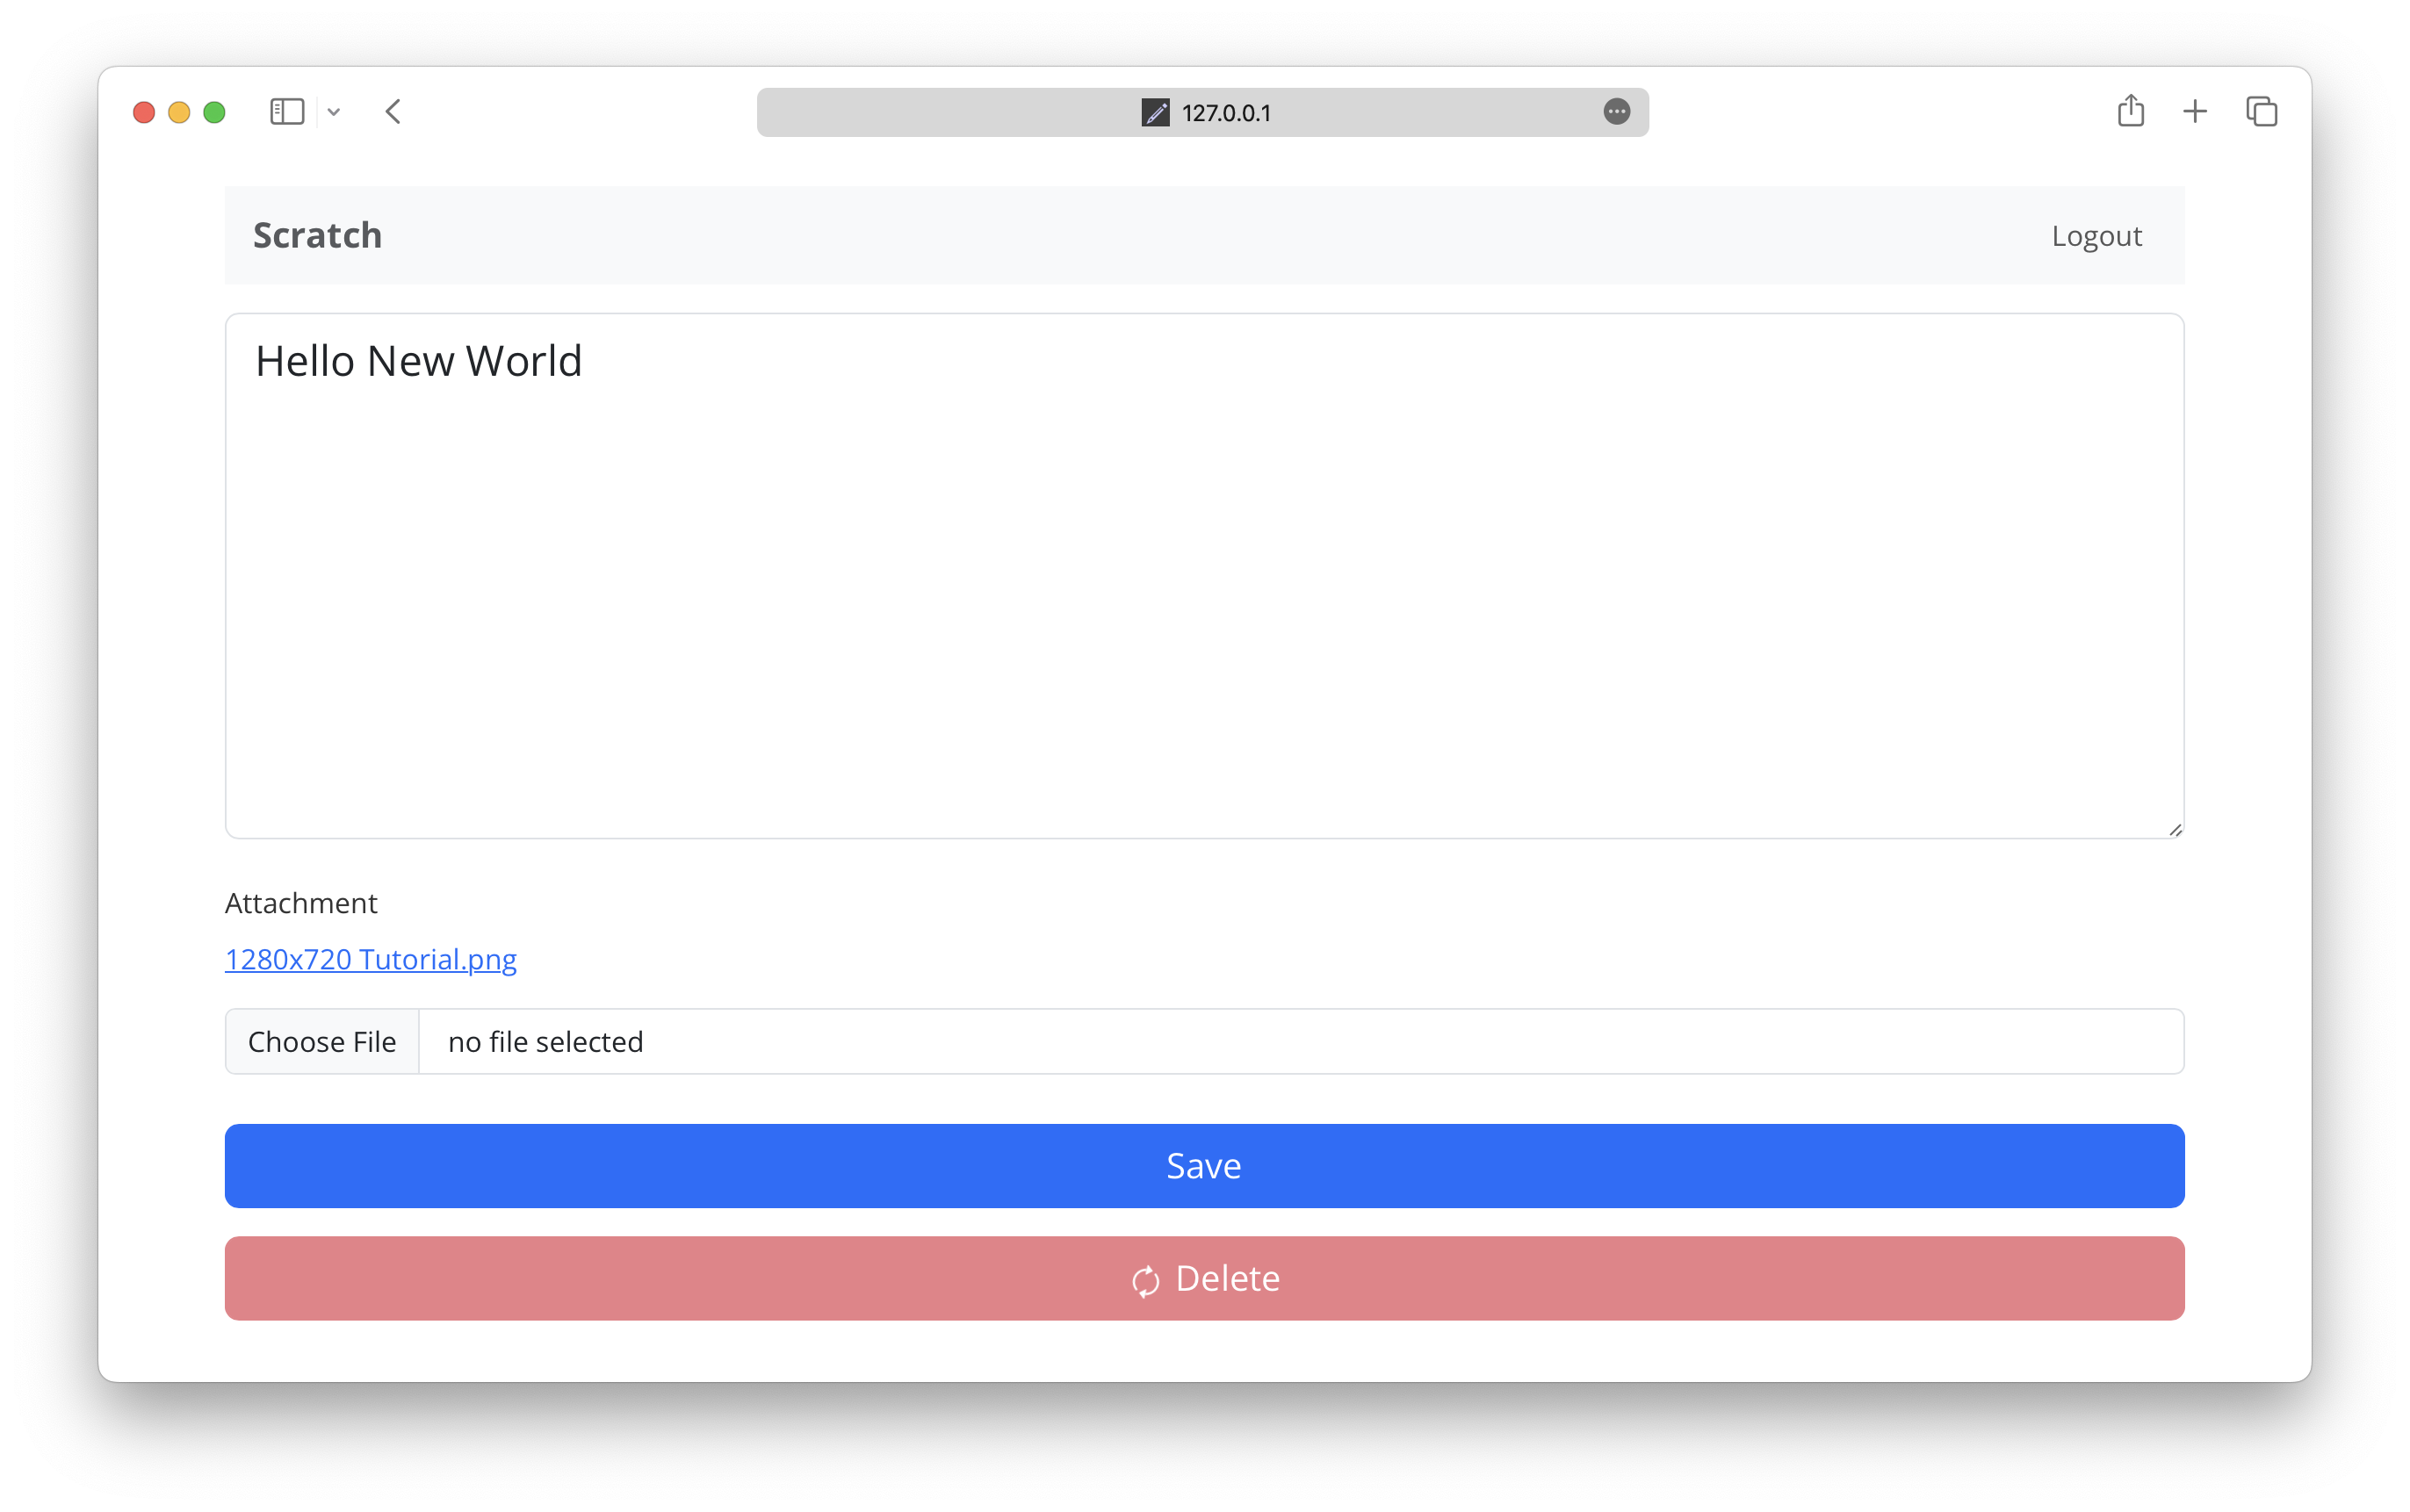 127.0.0.1
Scratch
Logout
Hello New World
Attachment
1280x720 Tutorial.png
Choose File
no file selected
Save
Delete